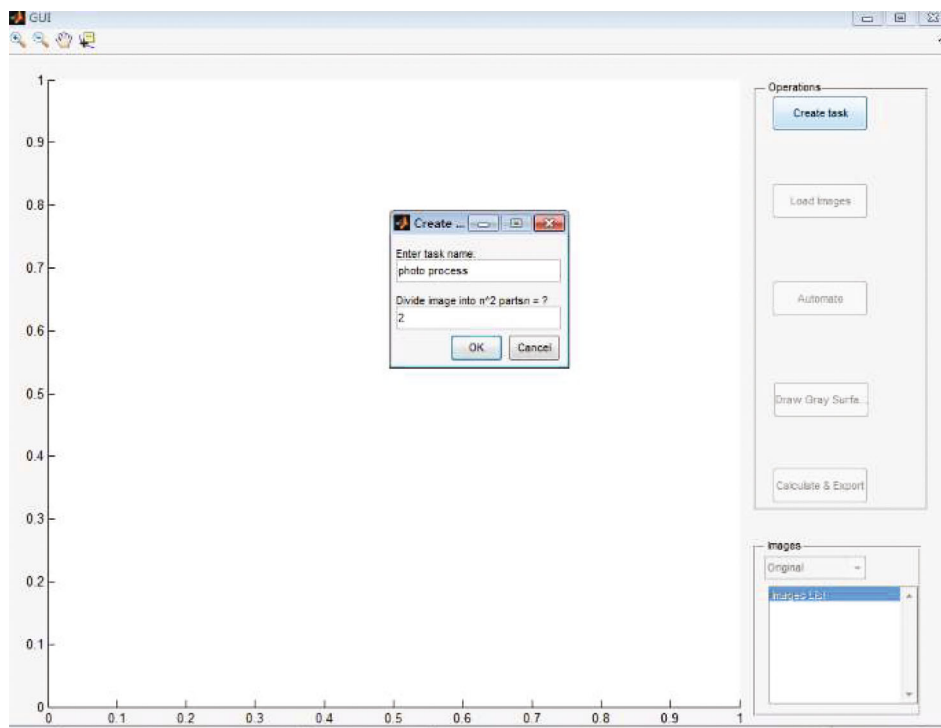 GUI
Operations
Create task
Load Images
Automate
Draw Gray Surfa...
Calculate & Export
Images
Original
Images List
Create ...
Enter task name:
photo process
Divide image into n^2 partsn = ?
2
OK
Cancel
1
0.9
0.8
0.7
0.6
0.5
0.4
0.3
0.2
0.1
0
0 0.1 0.2 0.3 0.4 0.5 0.6 0.7 0.8 0.9 1